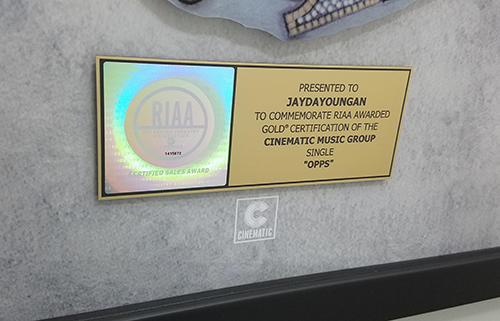 RIAA
1415672
CERTIFIED SALES AWARD
PRESENTED TO
JAYDAYOUNGAN
TO COMMEMORATE RIAA AWARDED
GOLD® CERTIFICATION OF THE
CINEMATIC MUSIC GROUP
SINGLE
"OPPS"
C
CINEMATIC